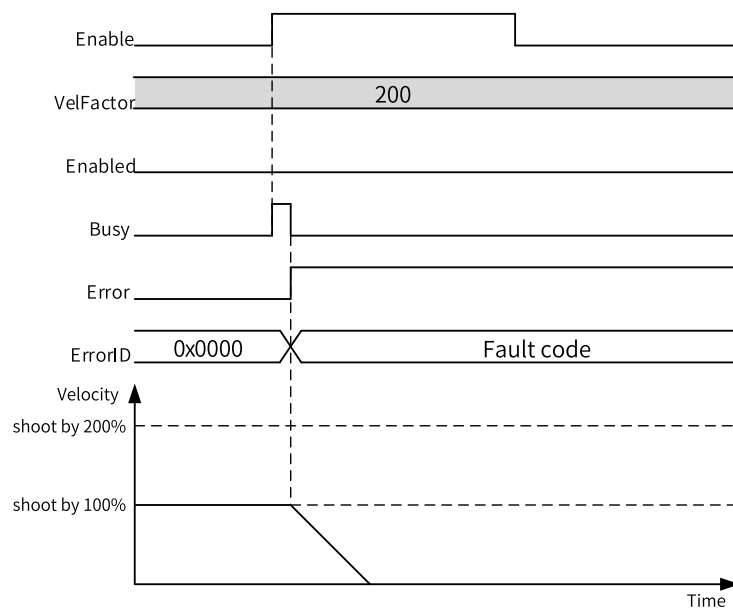 Enable
VelFactor
200
Enabled
Busy
Error
ErrorID
0x0000
Fault code
Velocity
shoot by 200%
shoot by 100%
Time